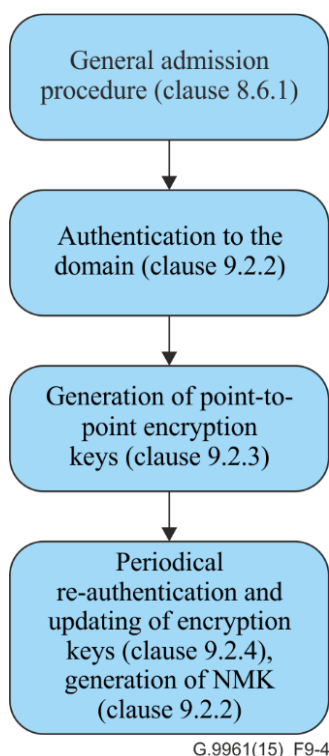 General admission
procedure (clause 8.6.1)
Authentication to the
domain (clause 9.2.2)
Generation of point-to-
point encryption
keys (clause 9.2.3)
Periodical
re-authentication and
updating of encryption
keys (clause 9.2.4),
generation of NMK
(clause 9.2.2)
G.9961(15)_F9-4